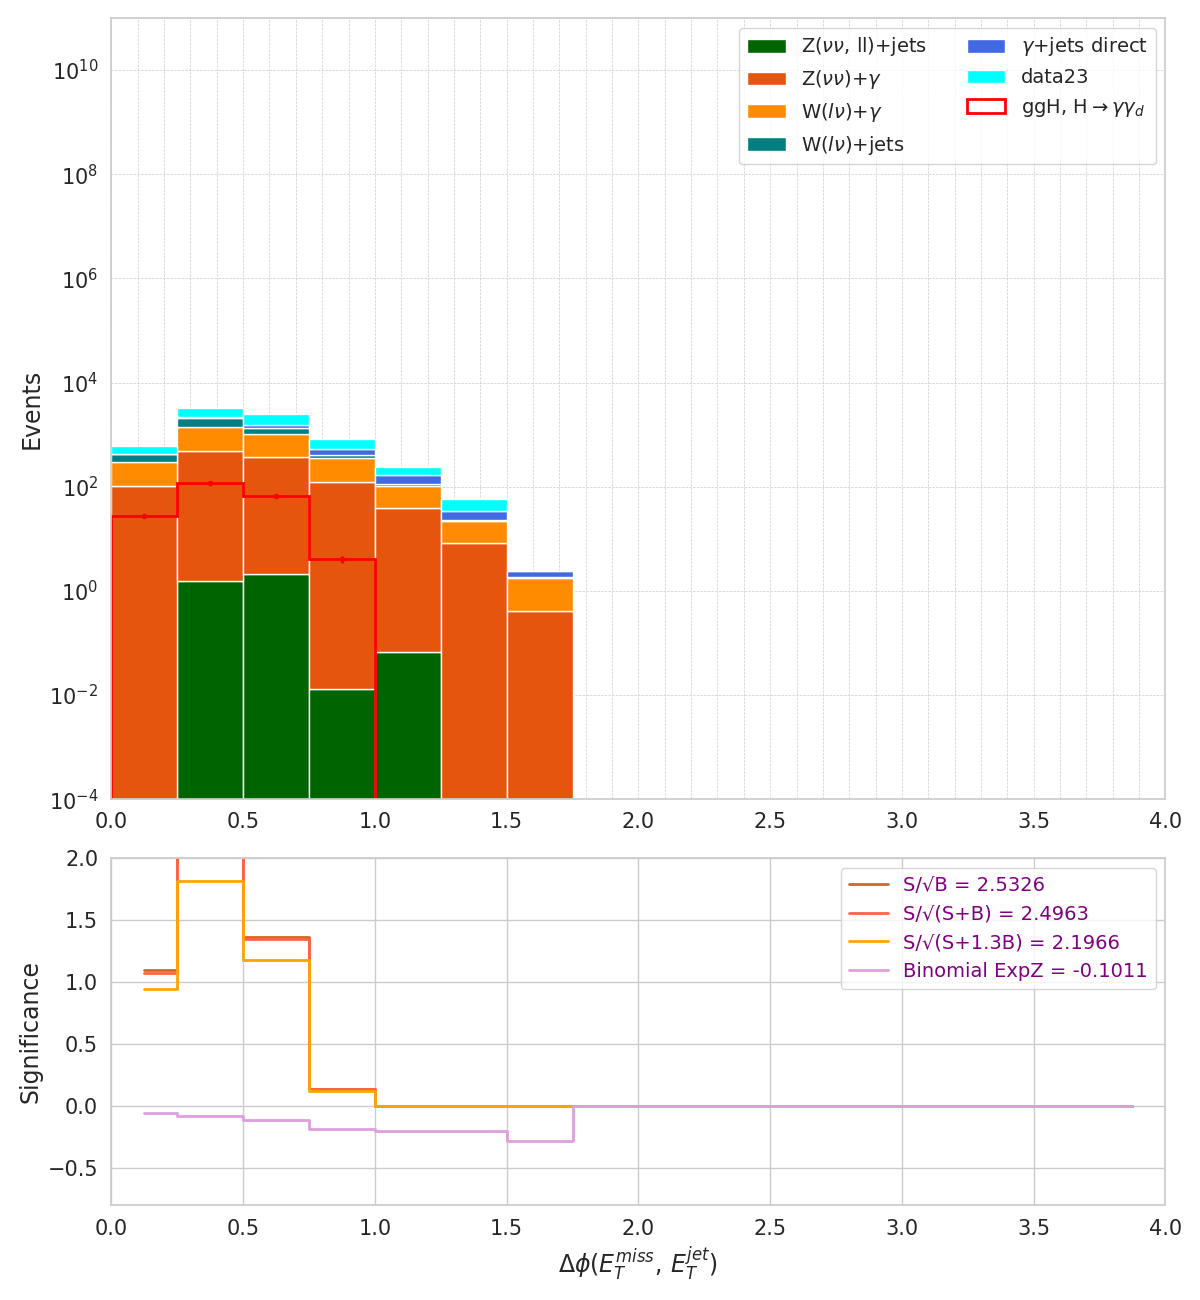 Z(νν, ll)+jets
Z(νν)+γ
W(lν)+γ
W(lν)+jets
γ+jets direct
data23
ggH, H→γγ_d
Events
10^10
10^8
10^6
10^4
10^2
10^0
10^−2
10^−4
0.0 0.5 1.0 1.5 2.0 2.5 3.0 3.5 4.0
S/√B = 2.5326
S/√(S+B) = 2.4963
S/√(S+1.3B) = 2.1966
Binomial ExpZ = -0.1011
Significance
2.0
1.5
1.0
0.5
0.0
−0.5
0.0 0.5 1.0 1.5 2.0 2.5 3.0 3.5 4.0
Δϕ(E_T^miss, E_T^jet)